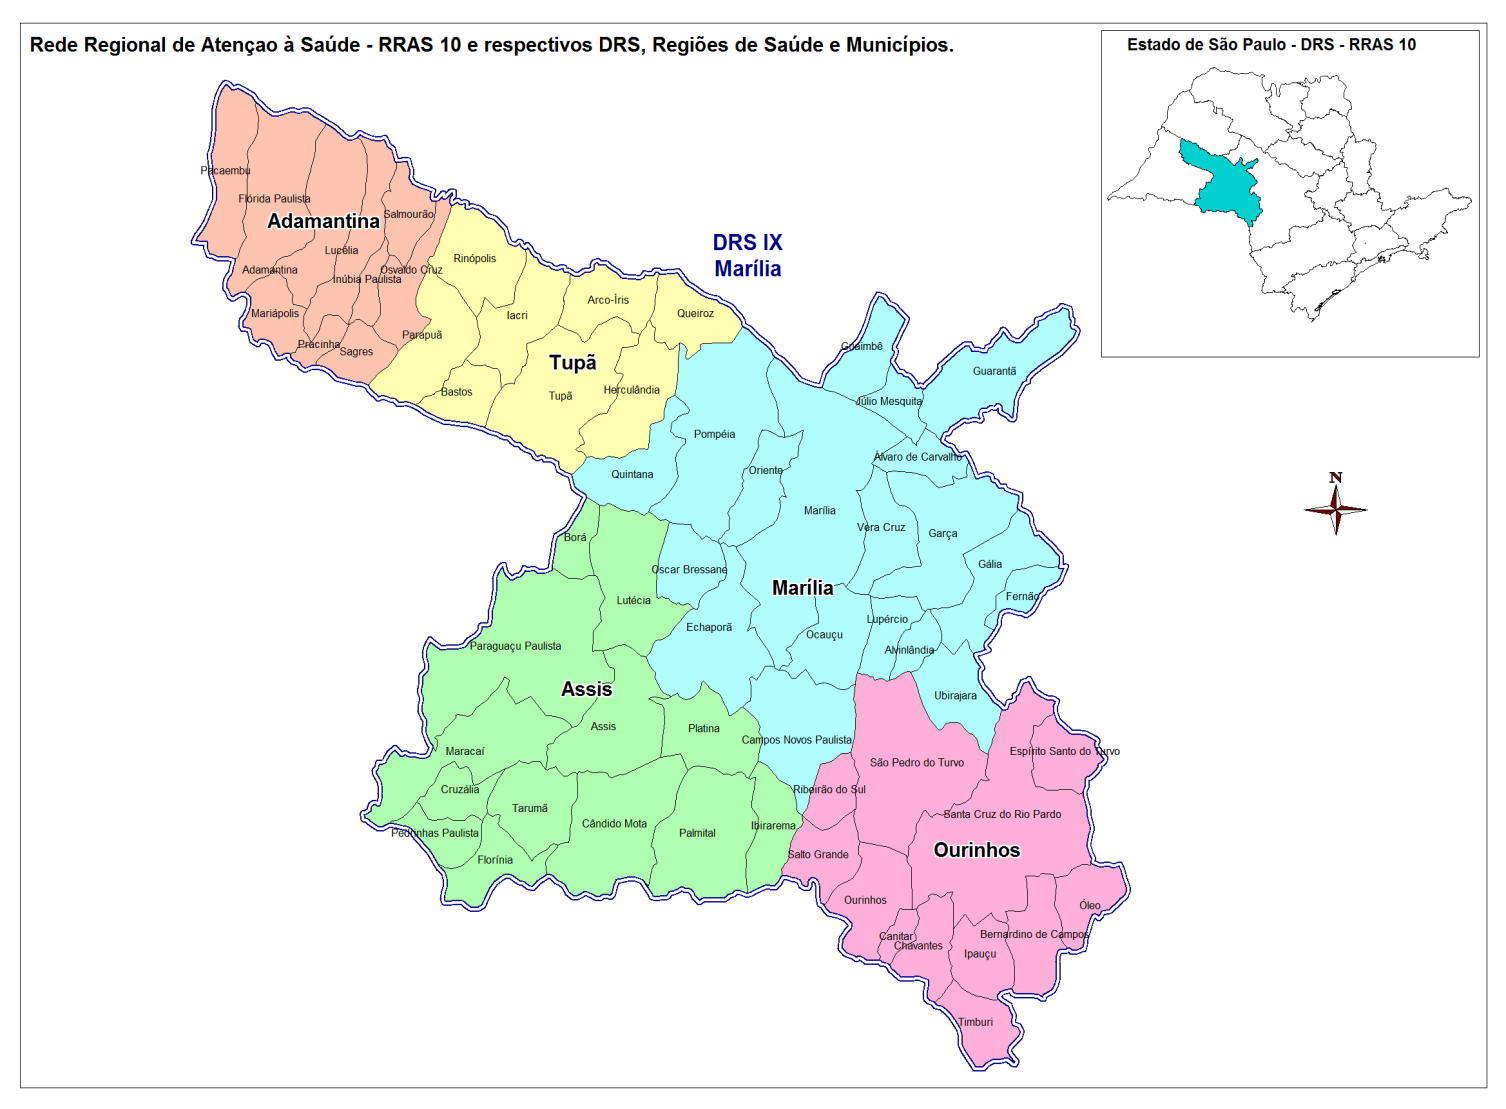 Rede Regional de Atençao à Saúde - RRAS 10 e respectivos DRS, Regiões de Saúde e Municípios.
Estado de São Paulo - DRS - RRAS 10
DRS IX
Marília
N
Pacaembu
Flórida Paulista
Adamantina
Salmourão
Lucélia
Adamantina
Osvaldo Cruz
Inúbia Paulista
Mariápolis
Pracinha
Sagres
Rinópolis
Iacri
Arco-Íris
Queiroz
Parapuã
Tupã
Bastos
Tupã
Herculândia
Guaimbê
Guarantã
Júlio Mesquita
Pompéia
Álvaro de Carvalho
Quintana
Oriente
Marília
Vera Cruz
Garça
Gália
Oscar Bressane
Marília
Fernão
Echaporã
Ocauçu
Lupércio
Alvinlândia
Ubirajara
Campos Novos Paulista
Borá
Lutécia
Paraguaçu Paulista
Assis
Assis
Platina
Maracaí
Cruzália
Tarumã
Cândido Mota
Palmital
Ibirarema
Pedrinhas Paulista
Florínia
Espírito Santo do Turvo
São Pedro do Turvo
Ribeirão do Sul
Santa Cruz do Rio Pardo
Ourinhos
Salto Grande
Ourinhos
Óleo
Canitar
Chavantes
Bernardino de Campos
Ipauçu
Timburi